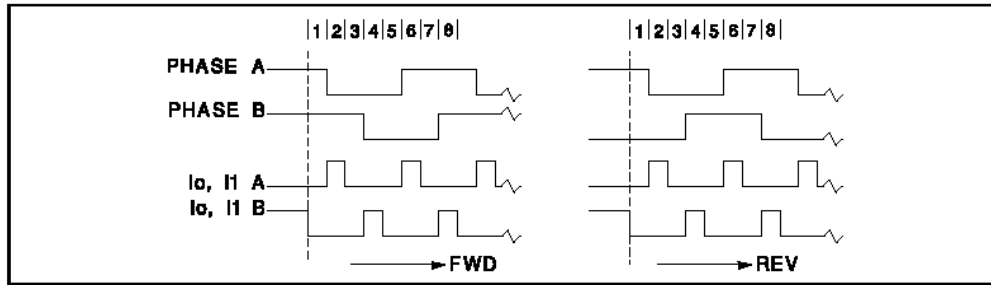 |1|2|3|4|5|6|7|8| |1|2|3|4|5|6|7|8|
PHASE A
PHASE B
Io, I1 A
Io, I1 B
FWD REV